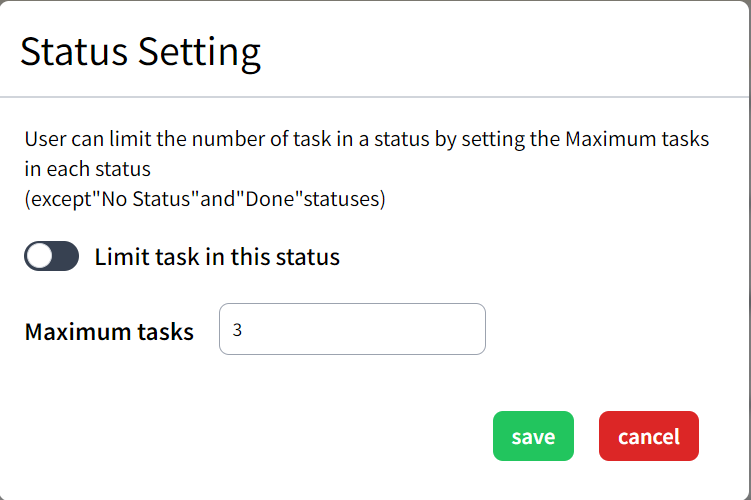 Status Setting
User can limit the number of task in a status by setting the Maximum tasks
in each status
(except"No Status"and"Done"statuses)
Limit task in this status
Maximum tasks
3
save
cancel